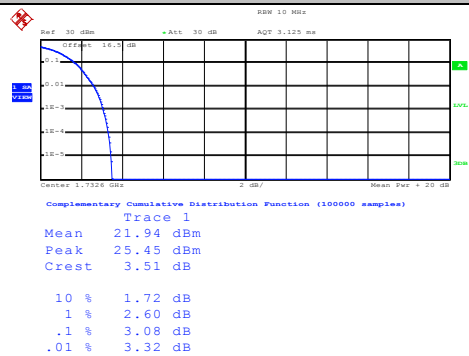 RBW 10 MHz
Ref 30 dBm * Att 30 dB AQT 3.125 ms
Offset 16.5 dB
0.1
A
1 SA
VIEW
0.01
1E-3
LVL
1E-4
1E-5
3DB
Center 1.7326 GHz 2 dB/ Mean Pwr + 20 dB
Complementary Cumulative Distribution Function (100000 samples)
Trace 1
Mean 21.94 dBm
Peak 25.45 dBm
Crest 3.51 dB
10 % 1.72 dB
1 % 2.60 dB
.1 % 3.08 dB
.01 % 3.32 dB